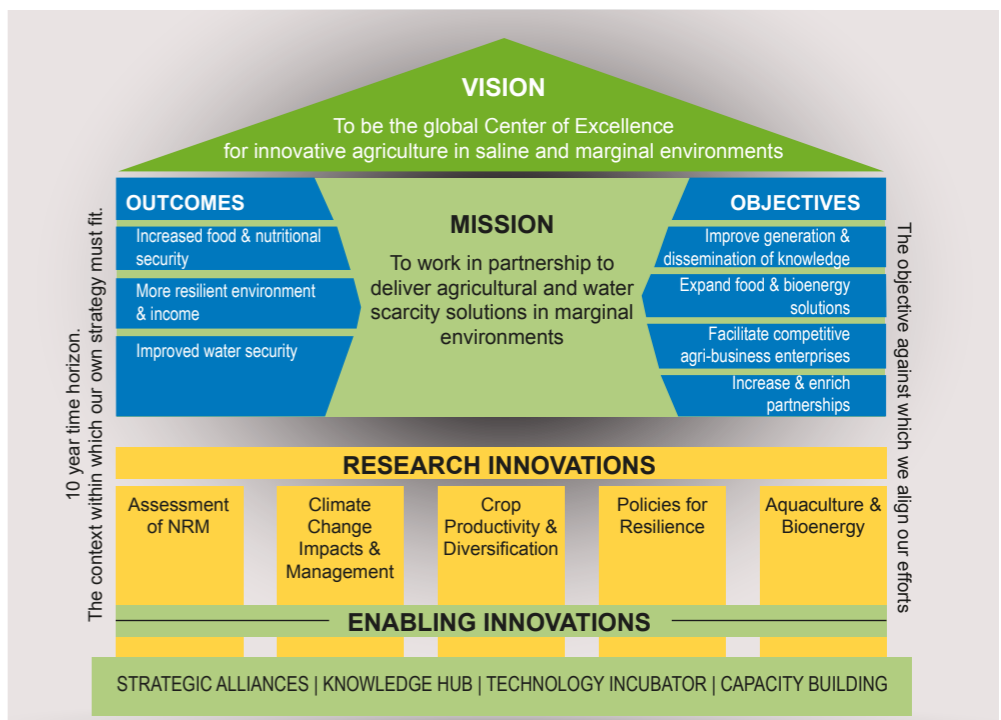 VISION
To be the global Center of Excellence
for innovative agriculture in saline and marginal environments
OUTCOMES
Increased food & nutritional
security
More resilient environment
& income
Improved water security
MISSION
To work in partnership to
deliver agricultural and water
scarcity solutions in marginal
environments
OBJECTIVES
Improve generation &
dissemination of knowledge
Expand food & bioenergy
solutions
Facilitate competitive
agri-business enterprises
Increase & enrich
partnerships
10 year time horizon.
The context within which our own strategy must fit.
The objective against which we align our efforts
RESEARCH INNOVATIONS
Assessment
of NRM
Climate
Change
Impacts &
Management
Crop
Productivity &
Diversification
Policies for
Resilience
Aquaculture &
Bioenergy
ENABLING INNOVATIONS
STRATEGIC ALLIANCES | KNOWLEDGE HUB | TECHNOLOGY INCUBATOR | CAPACITY BUILDING